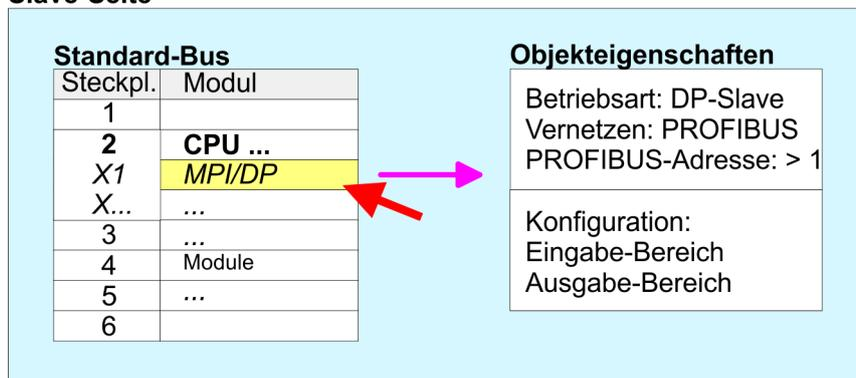 Standard-Bus
Steckpl. Modul
1
2 CPU ...
X1 MPI/DP
X... ...
3 ...
4 Module
5 ...
6
Objekteigenschaften
Betriebsart: DP-Slave
Vernetzen: PROFIBUS
PROFIBUS-Adresse: > 1
Konfiguration:
Eingabe-Bereich
Ausgabe-Bereich